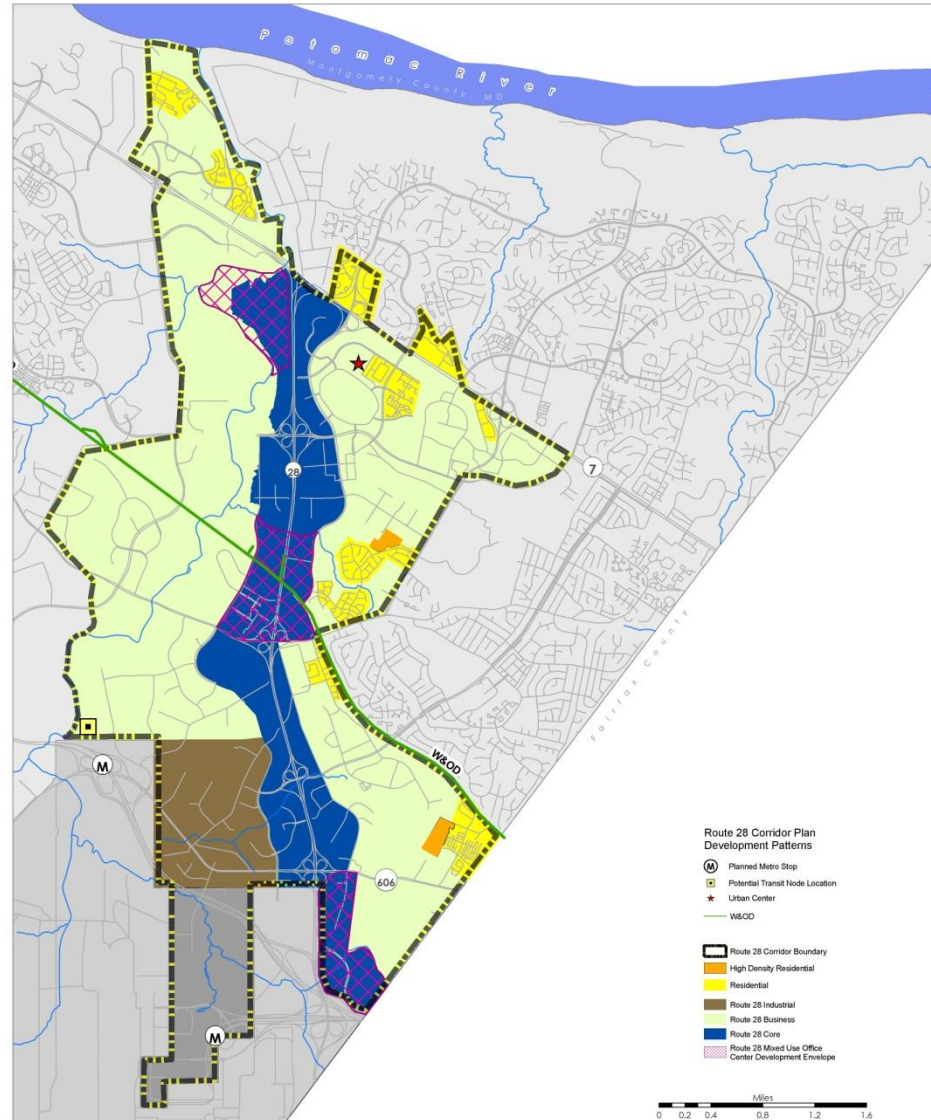 Potomac River
Montgomery County, MD
28
7
Fairfax County
W&OD
M
606
M
Route 28 Corridor Plan
Development Patterns
M Planned Metro Stop
Potential Transit Node Location
Urban Center
W&OD
Route 28 Corridor Boundary
High Density Residential
Residential
Route 28 Industrial
Route 28 Business
Route 28 Core
Route 28 Mixed Use Office
Center Development Envelope
Miles
0 0.2 0.4 0.8 1.2 1.6